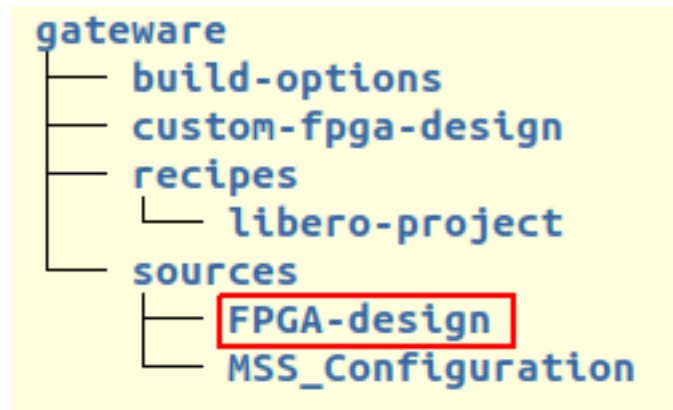 gateware
build-options
custom-fpga-design
recipes
libero-project
sources
FPGA-design
MSS_Configuration